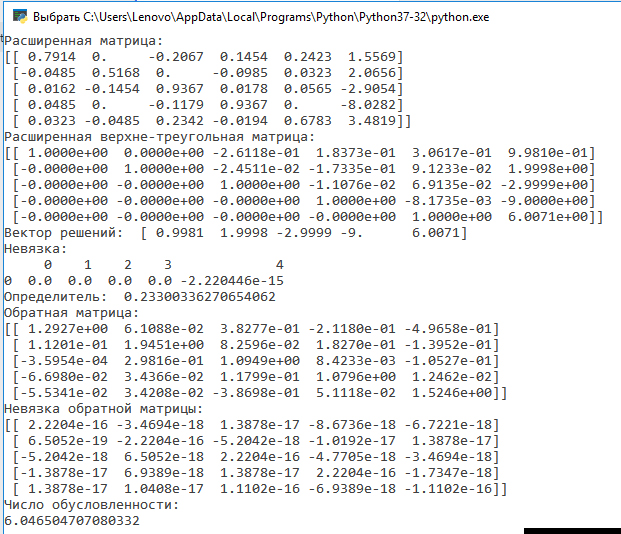 Выбрать C:\Users\Lenovo\AppData\Local\Programs\Python\Python37-32\python.exe
Расширенная матрица:
[[ 0.7914  0.     -0.2067  0.1454  0.2423  1.5569]
 [-0.0485  0.5168  0.     -0.0985  0.0323  2.0656]
 [ 0.0162 -0.1454  0.9367  0.0178  0.0565 -2.9054]
 [ 0.0485  0.     -0.1179  0.9367  0.     -8.0282]
 [ 0.0323 -0.0485  0.2342 -0.0194  0.6783  3.4819]]
Расширенная верхне-треугольная матрица:
[[ 1.0000e+00  0.0000e+00 -2.6118e-01  1.8373e-01  3.0617e-01  9.9810e-01]
 [-0.0000e+00  1.0000e+00 -2.4511e-02 -1.7335e-01  9.1233e-02  1.9998e+00]
 [-0.0000e+00 -0.0000e+00  1.0000e+00 -1.1076e-02  6.9135e-02 -2.9999e+00]
 [-0.0000e+00 -0.0000e+00 -0.0000e+00  1.0000e+00 -8.1735e-03 -9.0000e+00]
 [-0.0000e+00 -0.0000e+00 -0.0000e+00 -0.0000e+00  1.0000e+00  6.0071e+00]]
Вектор решений:  [ 0.9981  1.9998 -2.9999 -9.      6.0071]
Невязка:
     0    1    2    3             4
0  0.0  0.0  0.0  0.0 -2.220446e-15
Определитель:  0.23300336270654062
Обратная матрица:
[[ 1.2927e+00  6.1088e-02  3.8277e-01 -2.1180e-01 -4.9658e-01]
 [ 1.1201e-01  1.9451e+00  8.2596e-02  1.8270e-01 -1.3952e-01]
 [-3.5954e-04  2.9816e-01  1.0949e+00  8.4233e-03 -1.0527e-01]
 [-6.6980e-02  3.4366e-02  1.1799e-01  1.0796e+00  1.2462e-02]
 [-5.5341e-02  3.4208e-02 -3.8698e-01  5.1118e-02  1.5246e+00]]
Невязка обратной матрицы:
[[ 2.2204e-16 -3.4694e-18  1.3878e-17 -8.6736e-18 -6.7221e-18]
 [ 6.5052e-19 -2.2204e-16 -5.2042e-18 -1.0192e-17  1.3878e-17]
 [-5.2042e-18  6.5052e-18  2.2204e-16 -4.7705e-18 -3.4694e-18]
 [-1.3878e-17  6.9389e-18  1.3878e-17  2.2204e-16 -1.7347e-18]
 [ 1.3878e-17  1.0408e-17  1.1102e-16 -6.9389e-18 -1.1102e-16]]
Число обусловленности:
6.046504707080332